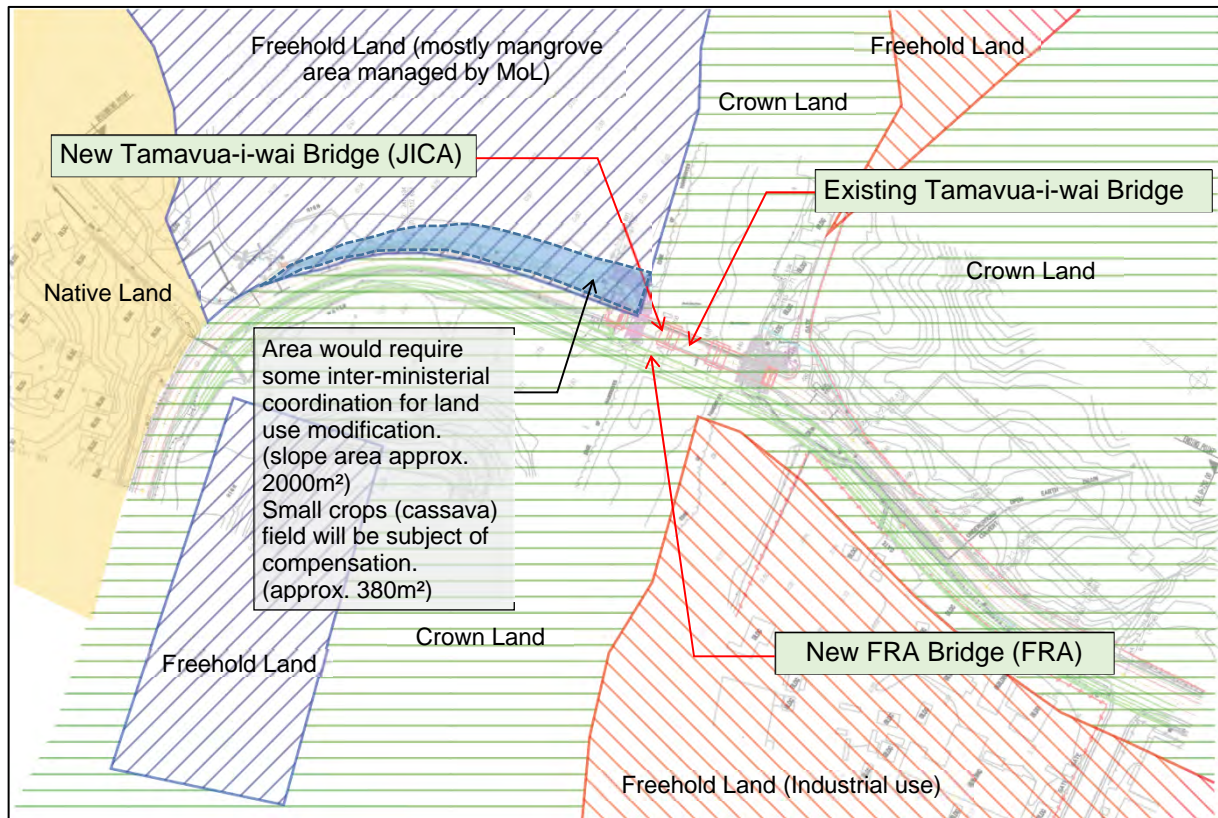 Freehold Land (mostly mangrove
area managed by MoL)
Freehold Land
Crown Land
New Tamavua-i-wai Bridge (JICA)
Existing Tamavua-i-wai Bridge
Crown Land
Native Land
Area would require
some inter-ministerial
coordination for land
use modification.
(slope area approx.
2000m²)
Small crops (cassava)
field will be subject of
compensation.
(approx. 380m²)
Crown Land
Freehold Land
New FRA Bridge (FRA)
Freehold Land (Industrial use)